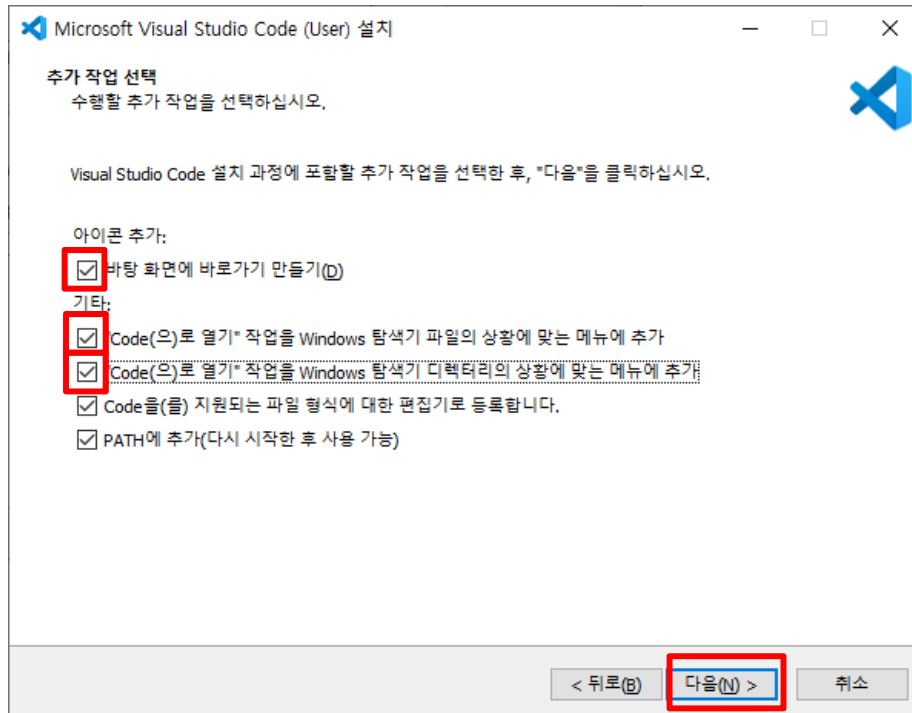 Microsoft Visual Studio Code (User) 설치
추가 작업 선택
수행할 추가 작업을 선택하십시오.
Visual Studio Code 설치 과정에 포함할 추가 작업을 선택한 후, "다음"을 클릭하십시오.
아이콘 추가:
바탕 화면에 바로가기 만들기(D)
기타:
"Code(으)로 열기" 작업을 Windows 탐색기 파일의 상황에 맞는 메뉴에 추가
"Code(으)로 열기" 작업을 Windows 탐색기 디렉터리의 상황에 맞는 메뉴에 추가
Code을(를) 지원되는 파일 형식에 대한 편집기로 등록합니다.
PATH에 추가(다시 시작한 후 사용 가능)
< 뒤로(B) 다음(N) > 취소